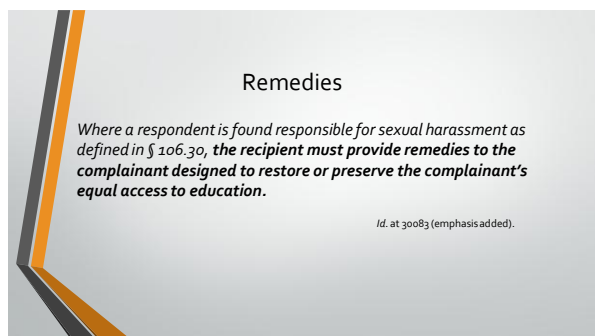 Remedies
Where a respondent is found responsible for sexual harassment as
defined in § 106.30, the recipient must provide remedies to the
complainant designed to restore or preserve the complainant's
equal access to education.
Id. at 30083 (emphasis added).